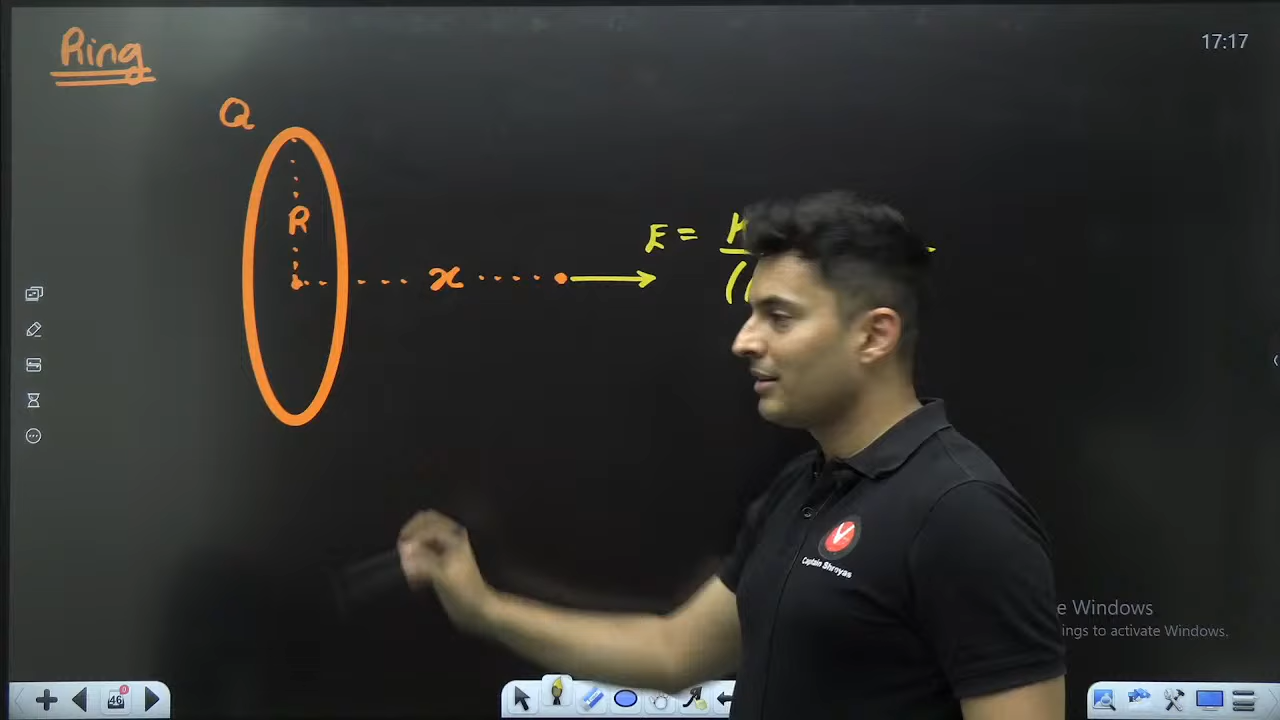 Ring
17:17
Q
R
x
E =
Captain Shreyas
e Windows
ings to activate Windows.
46